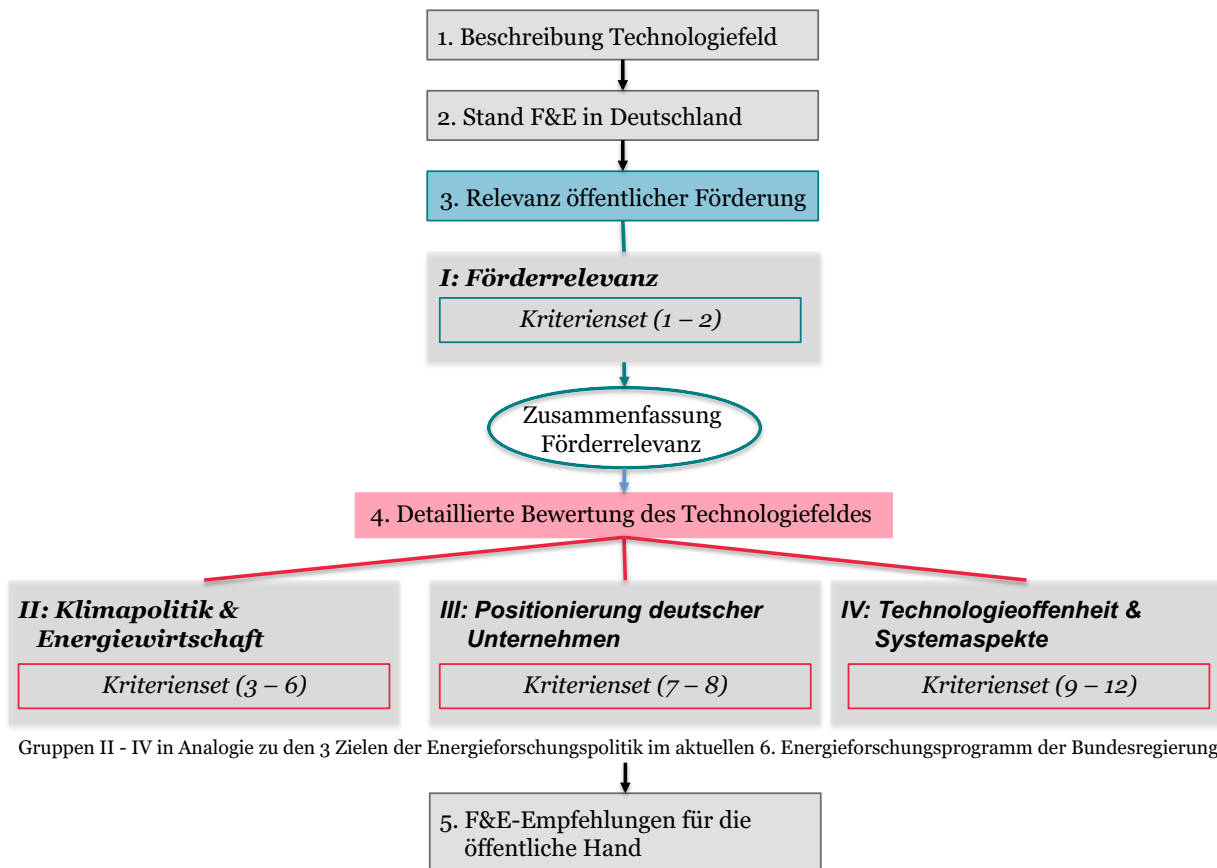 1. Beschreibung Technologiefeld
2. Stand F&E in Deutschland
3. Relevanz öffentlicher Förderung
I: Förderrelevanz
Kriterienset (1 – 2)
Zusammenfassung
Förderrelevanz
4. Detaillierte Bewertung des Technologiefeldes
II: Klimapolitik &
Energiewirtschaft
Kriterienset (3 – 6)
III: Positionierung deutscher
Unternehmen
Kriterienset (7 – 8)
IV: Technologieoffenheit &
Systemaspekte
Kriterienset (9 – 12)
Gruppen II - IV in Analogie zu den 3 Zielen der Energieforschungspolitik im aktuellen 6. Energieforschungsprogramm der Bundesregierung
5. F&E-Empfehlungen für die
öffentliche Hand